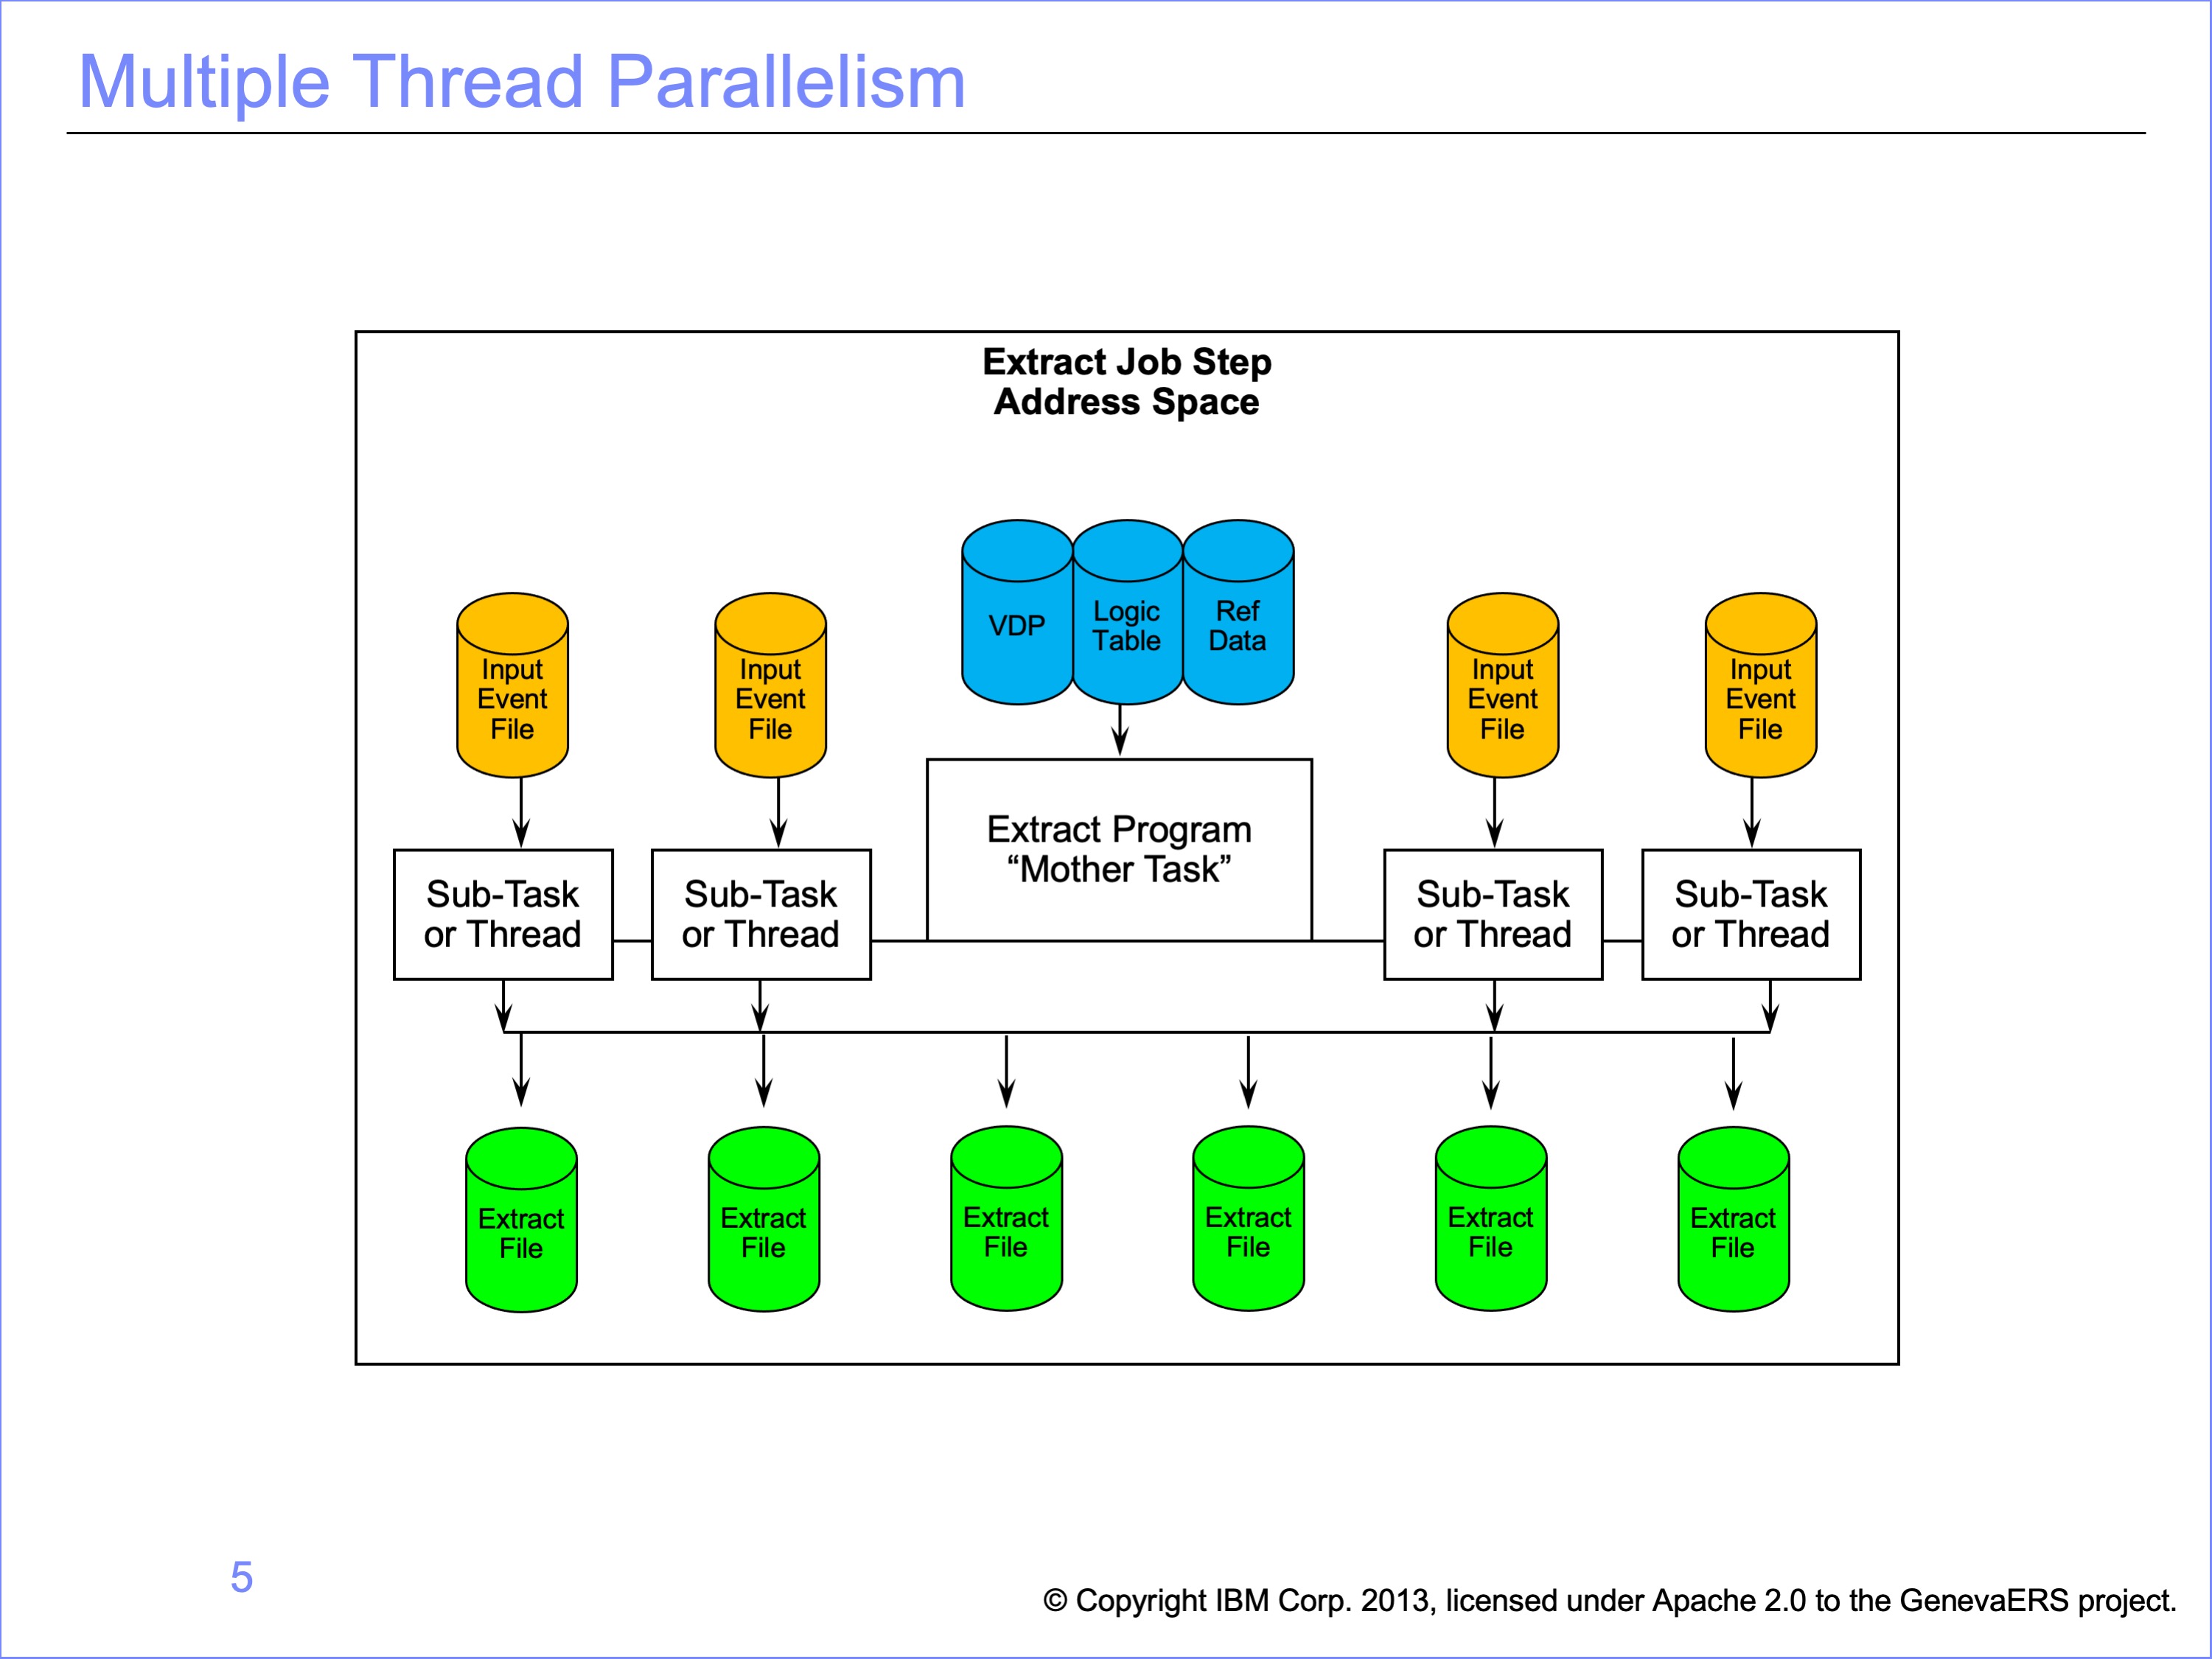 Multiple Thread Parallelism
Extract Job Step
Address Space
VDP
Logic
Table
Ref
Data
Input
Event
File
Input
Event
File
Input
Event
File
Input
Event
File
Extract Program
“Mother Task”
Sub-Task
or Thread
Sub-Task
or Thread
Sub-Task
or Thread
Sub-Task
or Thread
Extract
File
Extract
File
Extract
File
Extract
File
Extract
File
Extract
File
5
© Copyright IBM Corp. 2013, licensed under Apache 2.0 to the GenevaERS project.